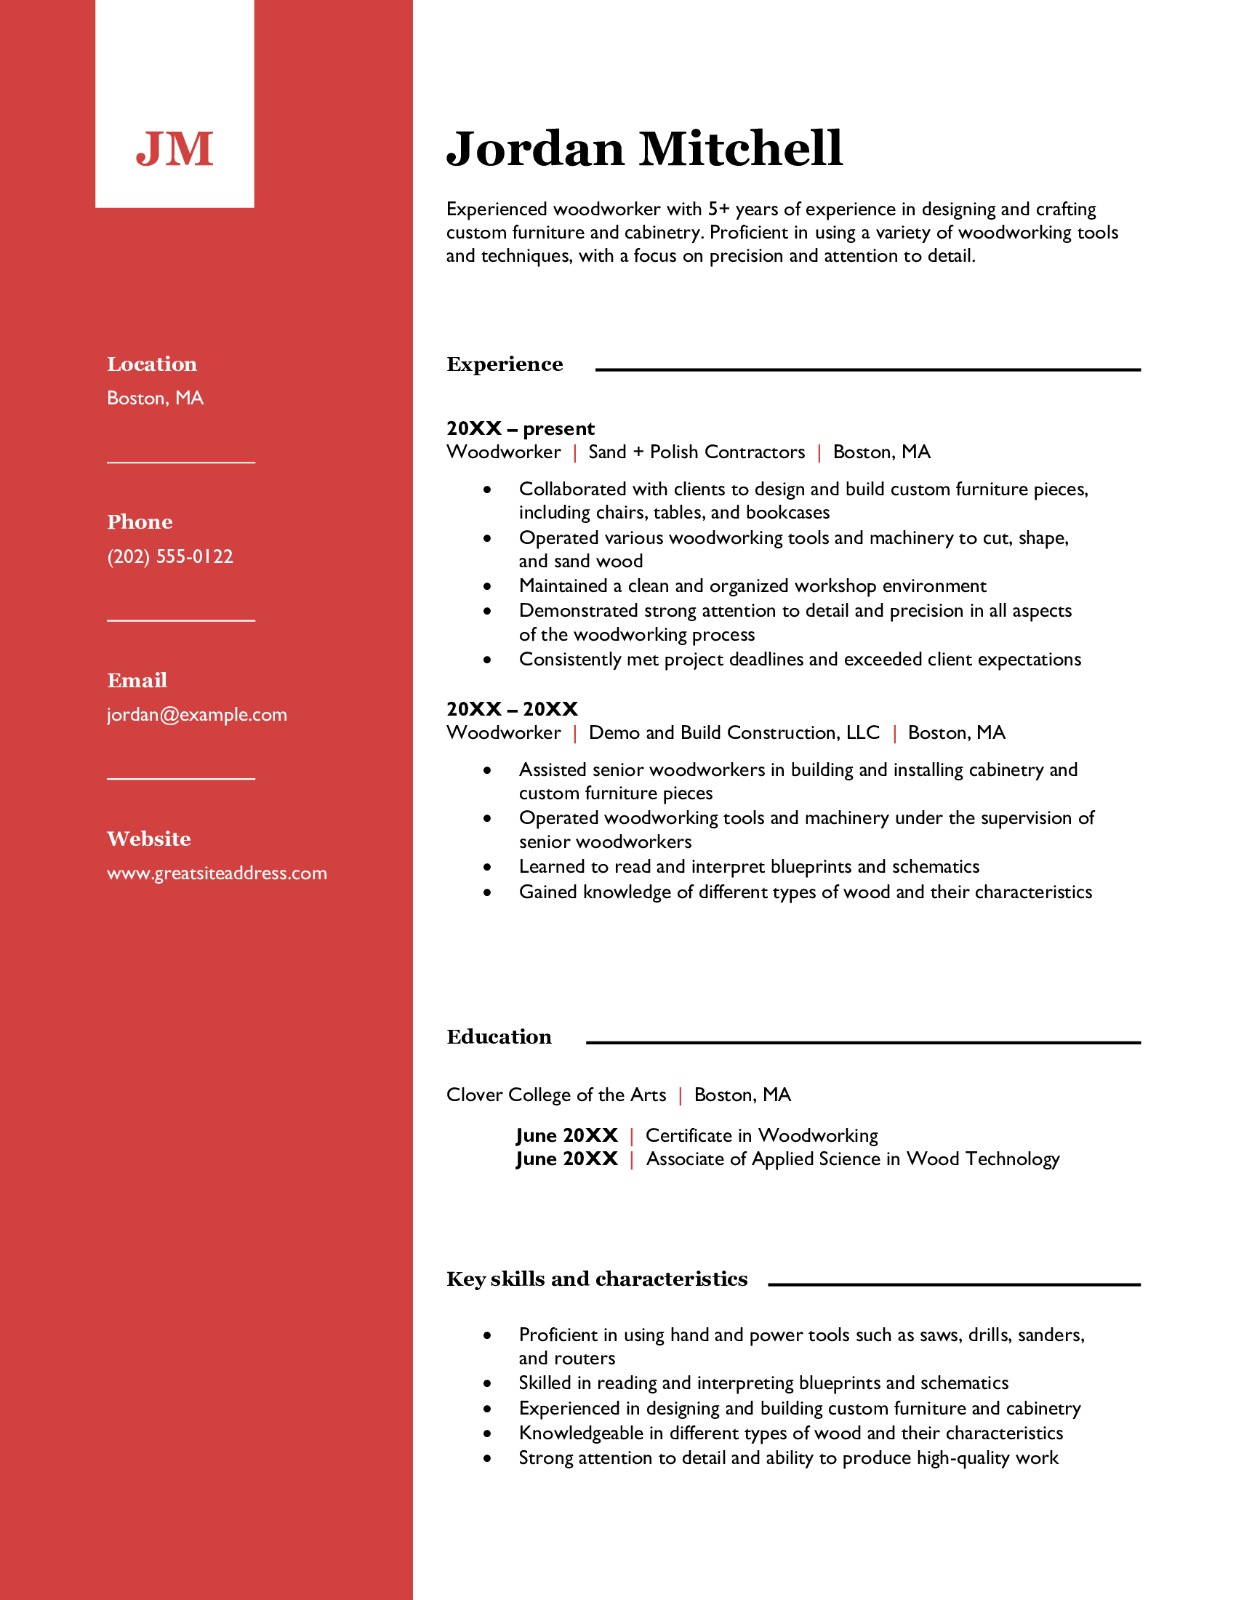 JM
Location
Boston, MA
Phone
(202) 555-0122
Email
jordan@example.com
Website
www.greatsiteaddress.com
Jordan Mitchell
Experienced woodworker with 5+ years of experience in designing and crafting
custom furniture and cabinetry. Proficient in using a variety of woodworking tools
and techniques, with a focus on precision and attention to detail.
Experience
20XX – present
Woodworker | Sand + Polish Contractors | Boston, MA
• Collaborated with clients to design and build custom furniture pieces,
including chairs, tables, and bookcases
• Operated various woodworking tools and machinery to cut, shape,
and sand wood
• Maintained a clean and organized workshop environment
• Demonstrated strong attention to detail and precision in all aspects
of the woodworking process
• Consistently met project deadlines and exceeded client expectations
20XX – 20XX
Woodworker | Demo and Build Construction, LLC | Boston, MA
• Assisted senior woodworkers in building and installing cabinetry and
custom furniture pieces
• Operated woodworking tools and machinery under the supervision of
senior woodworkers
• Learned to read and interpret blueprints and schematics
• Gained knowledge of different types of wood and their characteristics
Education
Clover College of the Arts | Boston, MA
June 20XX | Certificate in Woodworking
June 20XX | Associate of Applied Science in Wood Technology
Key skills and characteristics
• Proficient in using hand and power tools such as saws, drills, sanders,
and routers
• Skilled in reading and interpreting blueprints and schematics
• Experienced in designing and building custom furniture and cabinetry
• Knowledgeable in different types of wood and their characteristics
• Strong attention to detail and ability to produce high-quality work